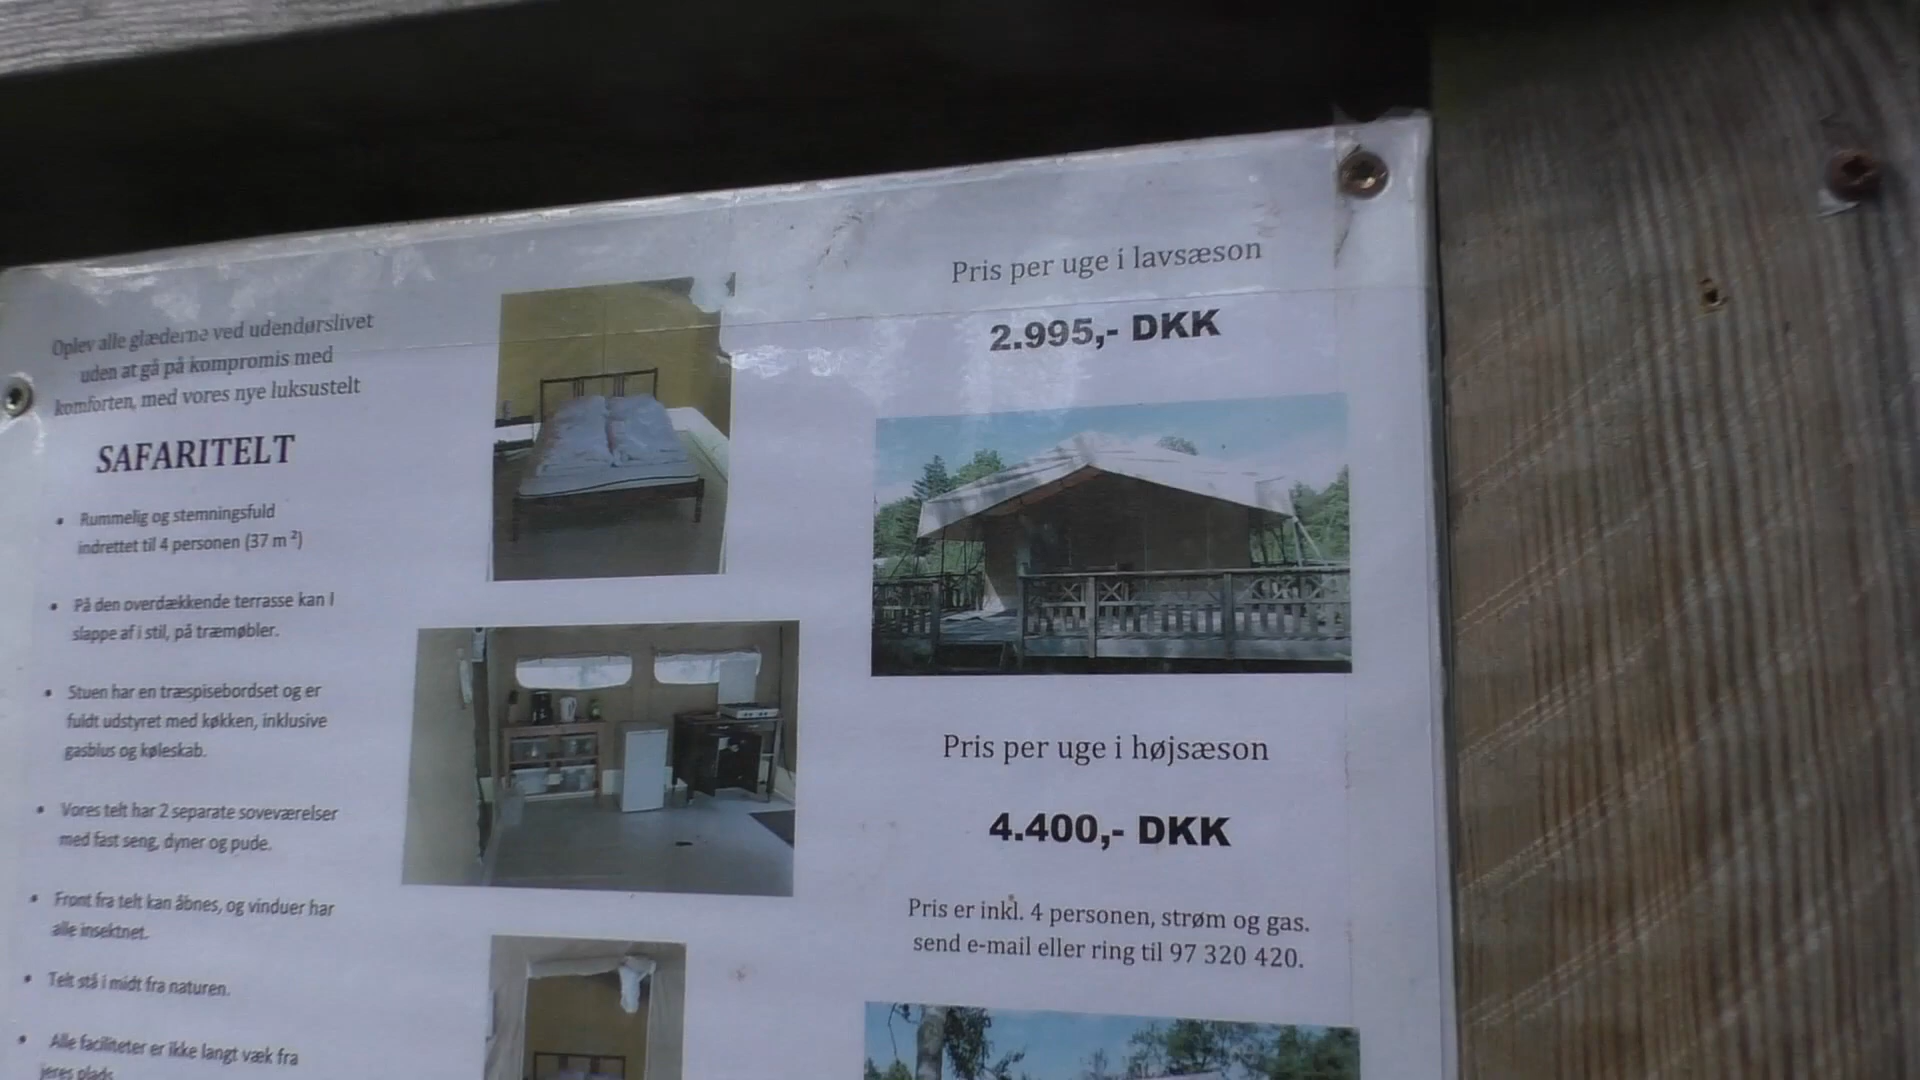 Oplev alle glæderne ved udendørslivet
uden at gå på kompromis med
komforten, med vores nye luksustelt
SAFARITELT
• Rummelig og stemningsfuld
indrettet til 4 personen (37 m ²)
• På den overdækkende terrasse kan I
slappe af i stil, på træmøbler.
• Stuen har en træspisebordset og er
fuldt udstyret med køkken, inklusive
gasblus og køleskab.
• Vores telt har 2 separate soveværelser
med fast seng, dyner og pude.
• Front fra telt kan åbnes, og vinduer har
alle insektnet.
• Telt stå i midt fra naturen.
• Alle faciliteter er ikke langt væk fra
jeres plads
Pris per uge i lavsæson
2.995,- DKK
Pris per uge i højsæson
4.400,- DKK
Pris er inkl. 4 personen, strøm og gas.
send e-mail eller ring til 97 320 420.